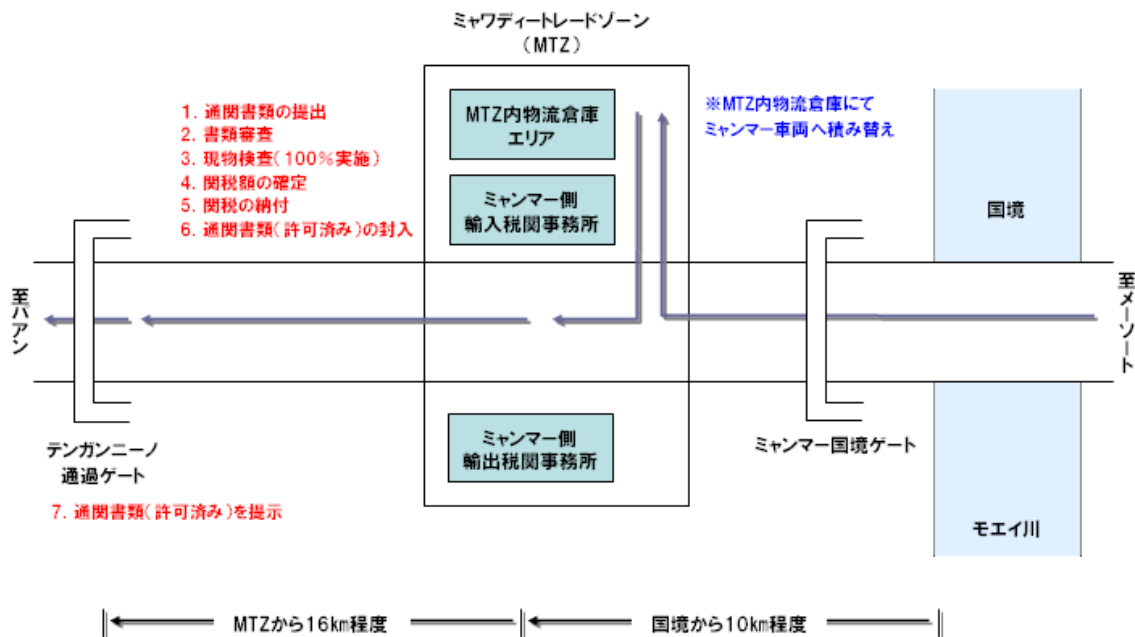 ミャワディートレードゾーン
（MTZ）
1. 通関書類の提出
2. 書類審査
3. 現物検査（100％実施）
4. 関税額の確定
5. 関税の納付
6. 通関書類（許可済み）の封入
MTZ内物流倉庫
エリア
※MTZ内物流倉庫にて
ミャンマー車両へ積み替え
ミャンマー側
輸入税関事務所
国境
至パアン
至メーソート
テンガンニーノ
通過ゲート
ミャンマー側
輸出税関事務所
ミャンマー国境ゲート
7. 通関書類（許可済み）を提示
モエイ川
MTZから16km程度
国境から10km程度